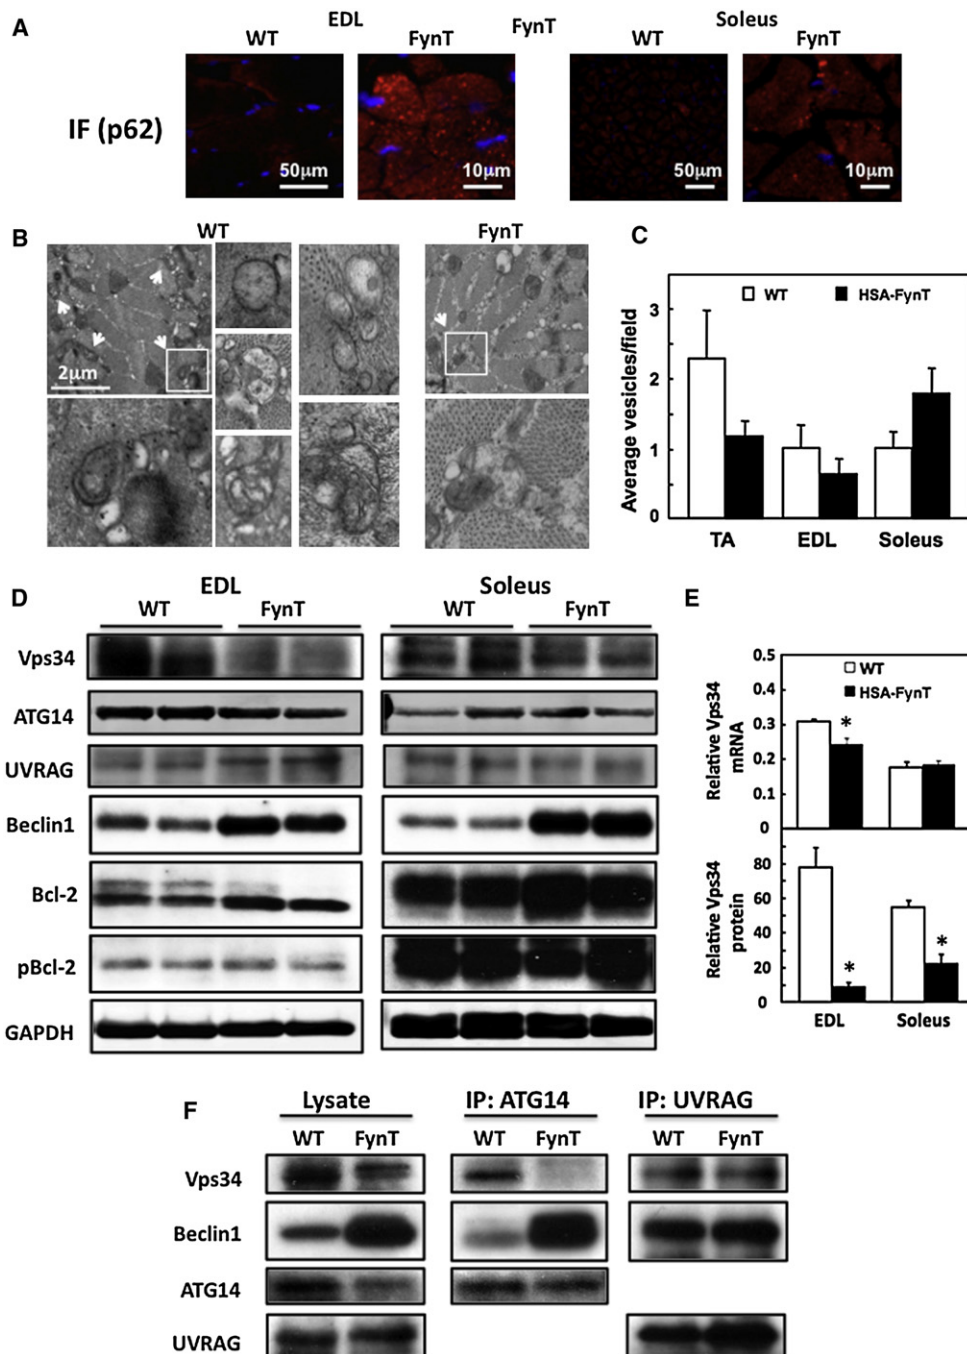 A
EDL
FynT
Soleus
WT
FynT
WT
FynT
IF (p62)
50μm
10μm
50μm
10μm
B
WT
FynT
2μm
C
WT
HSA-FynT
Average vesicles/field
3
2
1
0
TA
EDL
Soleus
D
EDL
Soleus
WT
FynT
WT
FynT
Vps34
ATG14
UVRAG
Beclin1
Bcl-2
pBcl-2
GAPDH
E
WT
HSA-FynT
Relative Vps34
mRNA
0.5
0.4
0.3
0.2
0.1
0
*
Relative Vps34
protein
80
60
40
20
0
*
*
EDL
Soleus
F
Lysate
IP: ATG14
IP: UVRAG
WT
FynT
WT
FynT
WT
FynT
Vps34
Beclin1
ATG14
UVRAG